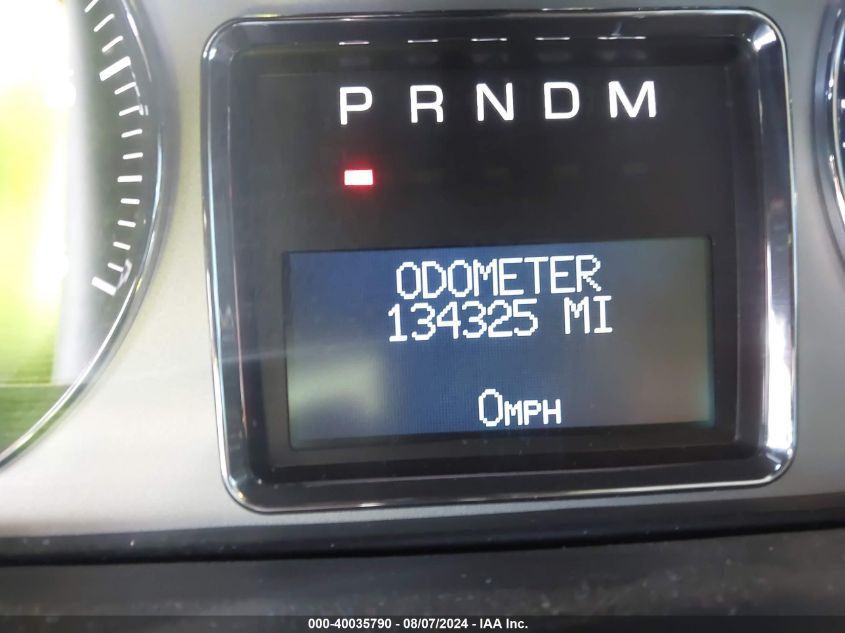 P R N D M
ODOMETER
134325 MI
0MPH
000-40035790 - 08/07/2024 - IAA Inc.